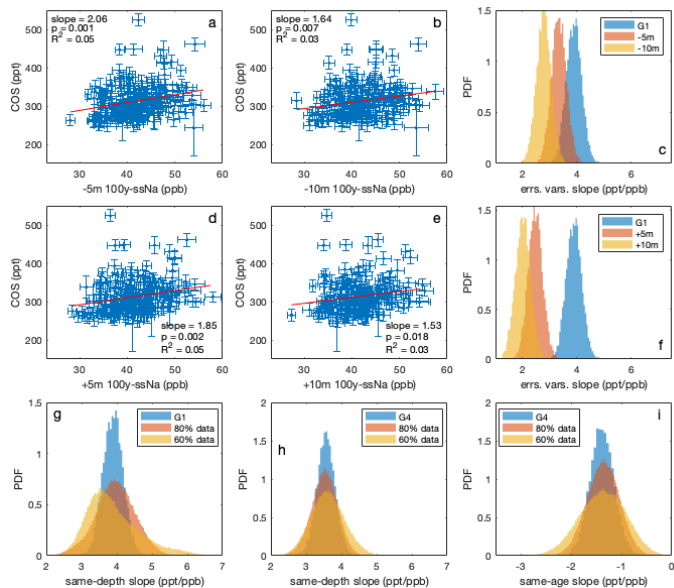 slope = 2.06
p = 0.001
R² = 0.05
a
500
400
300
200
COS (ppt)
30 40 50 60
-5m 100y-ssNa (ppb)
slope = 1.64
p = 0.007
R² = 0.03
b
500
400
300
200
COS (ppt)
30 40 50 60
-10m 100y-ssNa (ppb)
G1
-5m
-10m
c
1.5
1
0.5
0
PDF
2 4 6
errs. vars. slope (ppt/ppb)
d
500
400
300
200
COS (ppt)
slope = 1.85
p = 0.002
R² = 0.05
30 40 50 60
+5m 100y-ssNa (ppb)
e
500
400
300
200
COS (ppt)
slope = 1.53
p = 0.018
R² = 0.03
30 40 50 60
+10m 100y-ssNa (ppb)
G1
+5m
+10m
f
1.5
1
0.5
0
PDF
2 4 6
errs. vars. slope (ppt/ppb)
g
G1
80% data
60% data
1.5
1
0.5
0
PDF
2 3 4 5 6 7
same-depth slope (ppt/ppb)
h
G4
80% data
60% data
2
1.5
1
0.5
0
PDF
2 3 4 5 6 7
same-depth slope (ppt/ppb)
G4
80% data
60% data
i
2
1.5
1
0.5
0
PDF
-3 -2 -1 0
same-age slope (ppt/ppb)